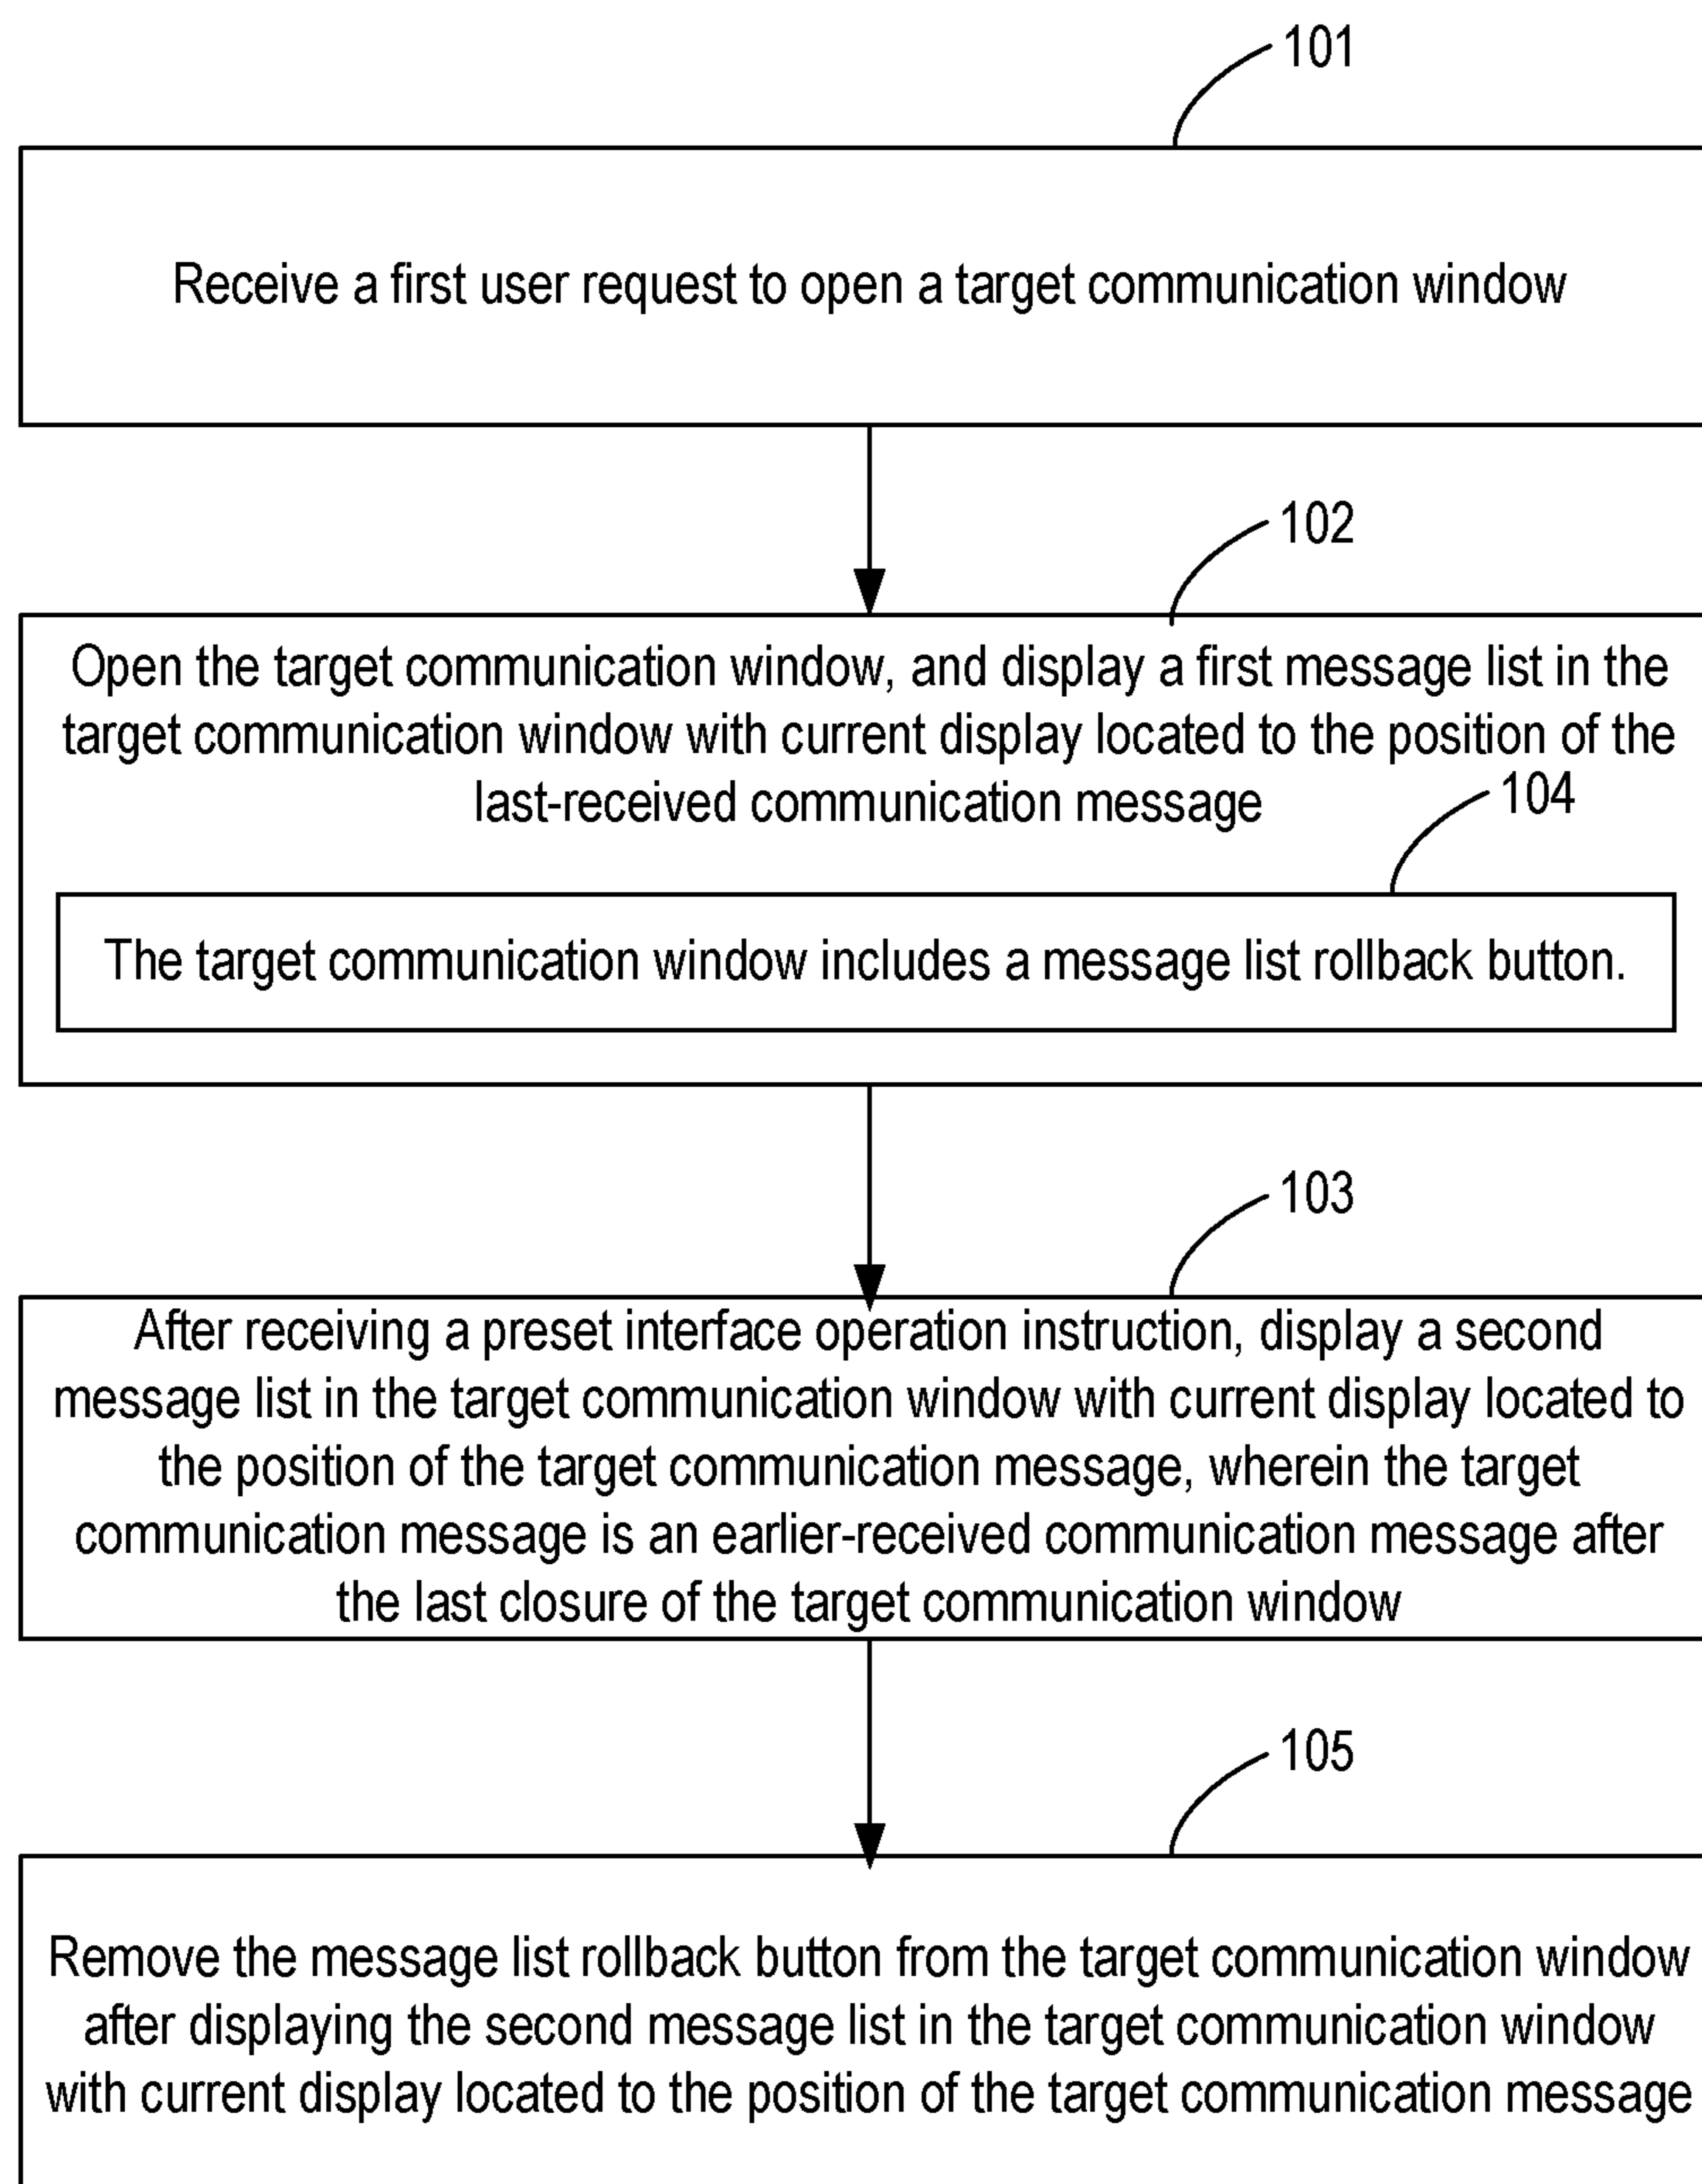 101
Receive a first user request to open a target communication window
102
Open the target communication window, and display a first message list in the
target communication window with current display located to the position of the
last-received communication message
104
The target communication window includes a message list rollback button.
103
After receiving a preset interface operation instruction, display a second
message list in the target communication window with current display located to
the position of the target communication message, wherein the target
communication message is an earlier-received communication message after
the last closure of the target communication window
105
Remove the message list rollback button from the target communication window
after displaying the second message list in the target communication window
with current display located to the position of the target communication message